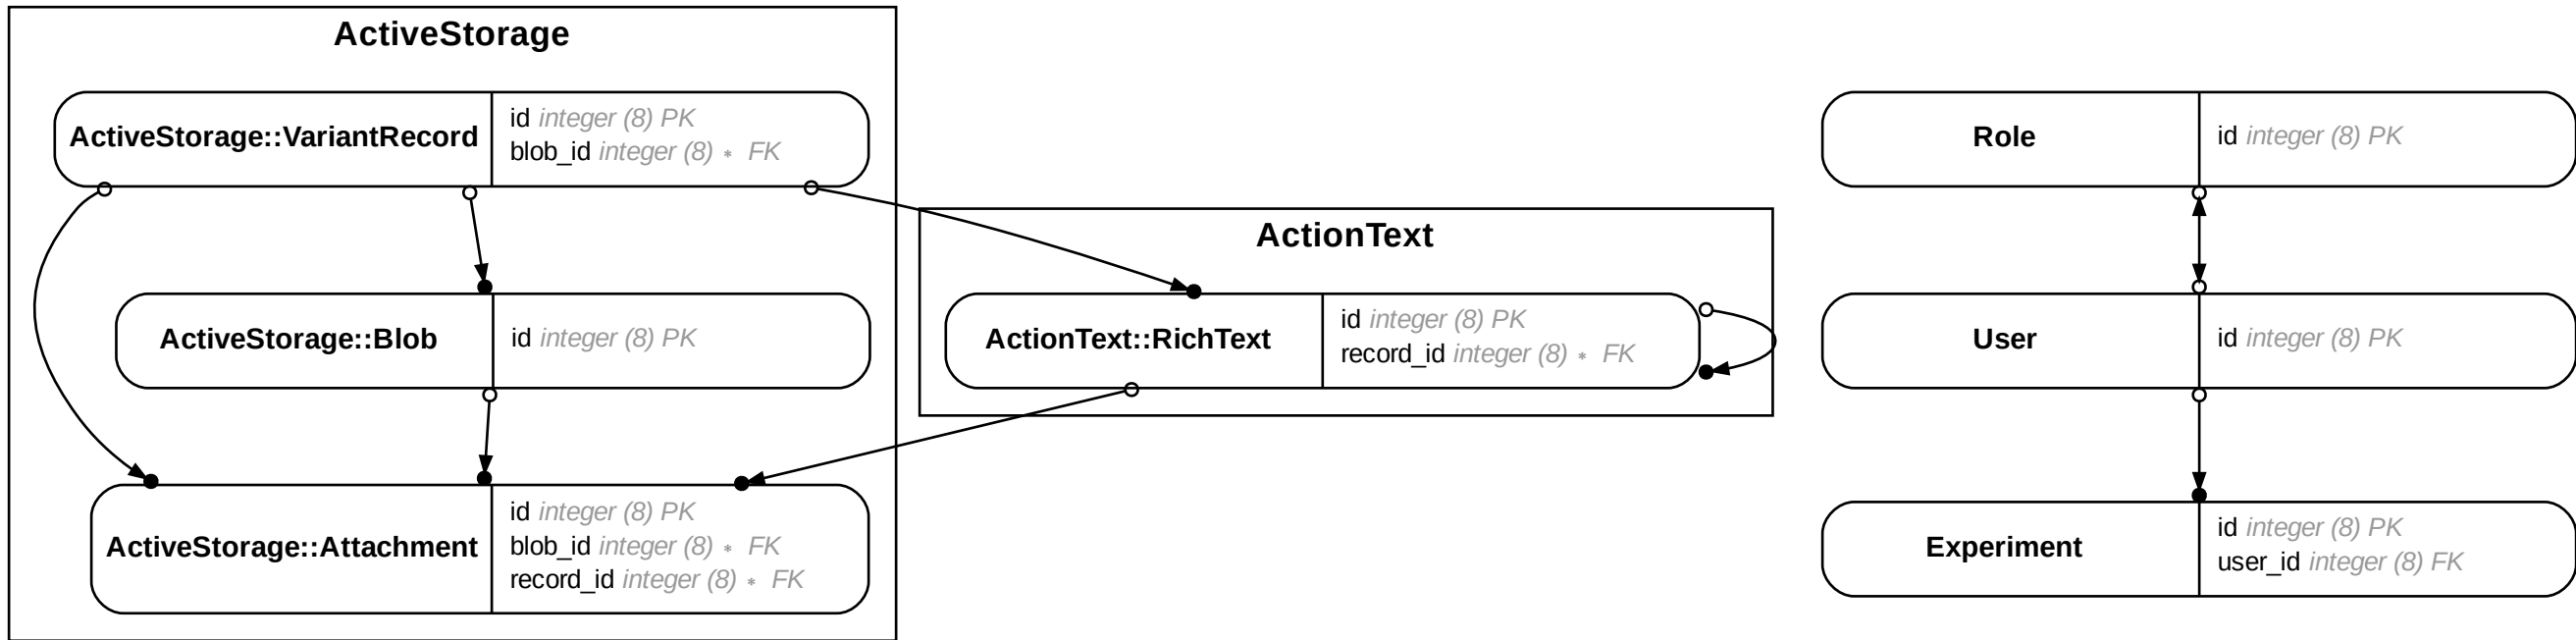 ActiveStorage
ActiveStorage::VariantRecord
id integer (8) PK
blob_id integer (8) ∗ FK
ActiveStorage::Blob
id integer (8) PK
ActiveStorage::Attachment
id integer (8) PK
blob_id integer (8) ∗ FK
record_id integer (8) ∗ FK
ActionText
ActionText::RichText
id integer (8) PK
record_id integer (8) ∗ FK
Role
id integer (8) PK
User
id integer (8) PK
Experiment
id integer (8) PK
user_id integer (8) FK